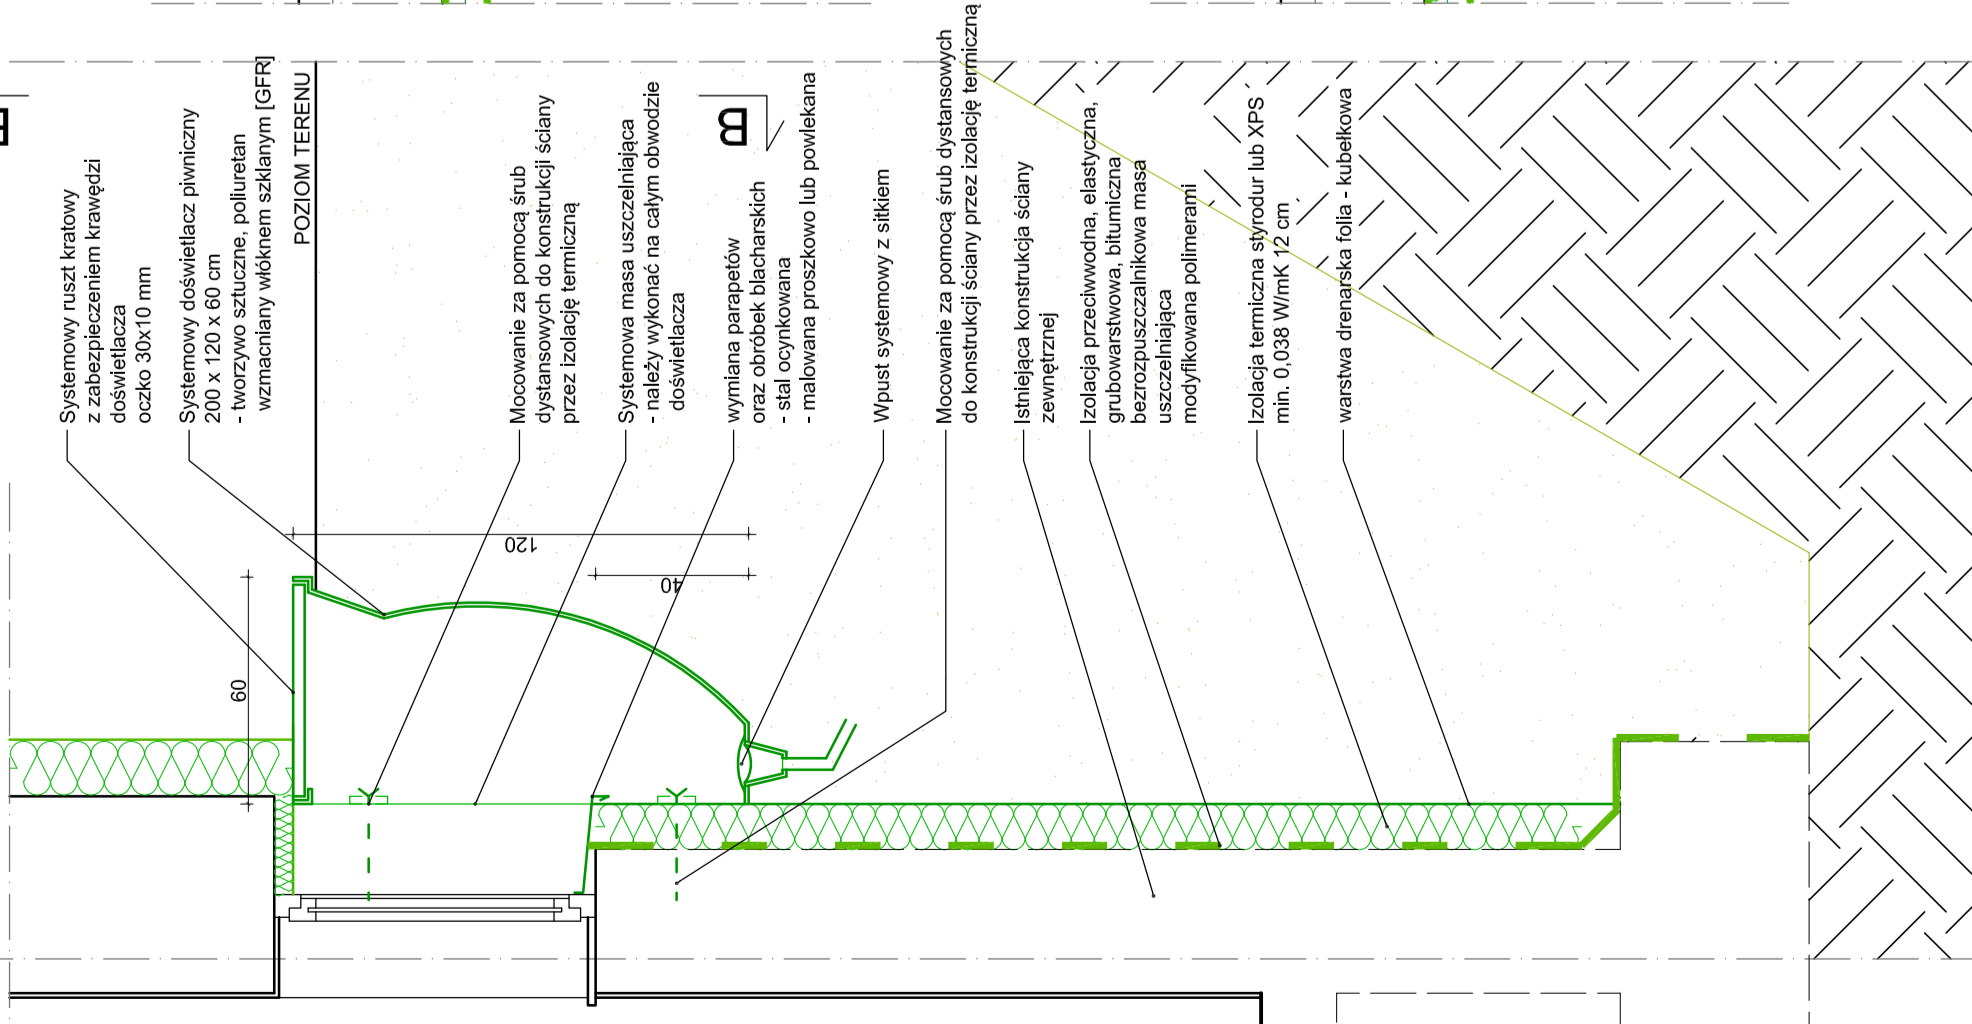 Systemowy ruszt kratowy
z zabezpieczeniem krawędzi
doświetlacza
oczko 30x10 mm
Systemowy doświetlacz piwniczny
200 x 120 x 60 cm
- tworzywo sztuczne, poliuretan
wzmacniany włóknem szklanym [GFR]
POZIOM TERENU
Mocowanie za pomocą śrub
dystansowych do konstrukcji ściany
przez izolację termiczną
Systemowa masa uszczelniająca
- należy wykonać na całym obwodzie
doświetlacza
wymiana parapetów
oraz obróbek blacharskich
- stal ocynkowana
- malowana proszkowo lub powlekana
B
Wpust systemowy z sitkiem
Mocowanie za pomocą śrub dystansowych
do konstrukcji ściany przez izolację termiczną
Istniejąca konstrukcja ściany
zewnętrznej
Izolacja przeciwwodna, elastyczna,
grubowarstwowa, bitumiczna
bezrozpuszczalnikowa masa
uszczelniająca
modyfikowana polimerami
Izolacja termiczna styrodur lub XPS
min. 0,038 W/mK 12 cm
warstwa drenarska folia - kubełkowa
60
120
40